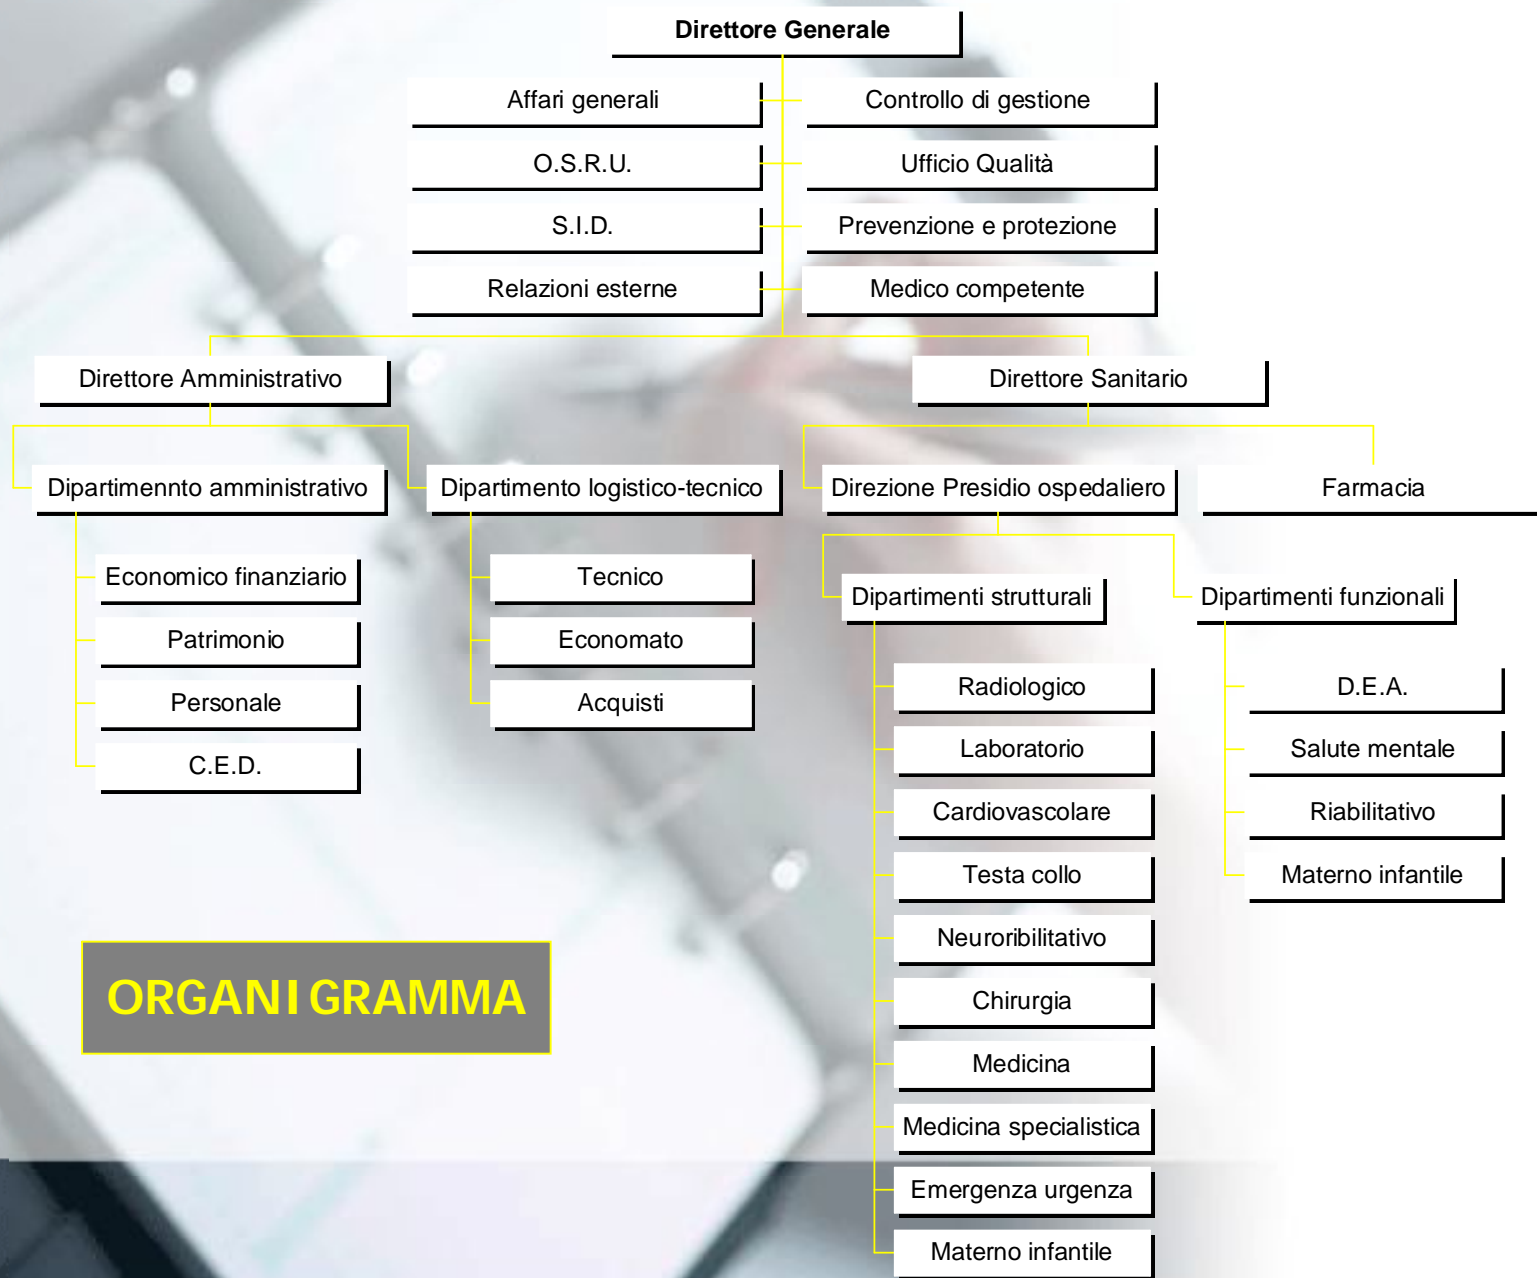 Direttore Generale
Affari generali
Controllo di gestione
O.S.R.U.
Ufficio Qualità
S.I.D.
Prevenzione e protezione
Relazioni esterne
Medico competente
Direttore Amministrativo
Direttore Sanitario
Dipartimennto amministrativo
Dipartimento logistico-tecnico
Direzione Presidio ospedaliero
Farmacia
Economico finanziario
Patrimonio
Personale
C.E.D.
Tecnico
Economato
Acquisti
Dipartimenti strutturali
Dipartimenti funzionali
Radiologico
Laboratorio
Cardiovascolare
Testa collo
Neuroribilitativo
Chirurgia
Medicina
Medicina specialistica
Emergenza urgenza
Materno infantile
D.E.A.
Salute mentale
Riabilitativo
Materno infantile
ORGANIGRAMMA